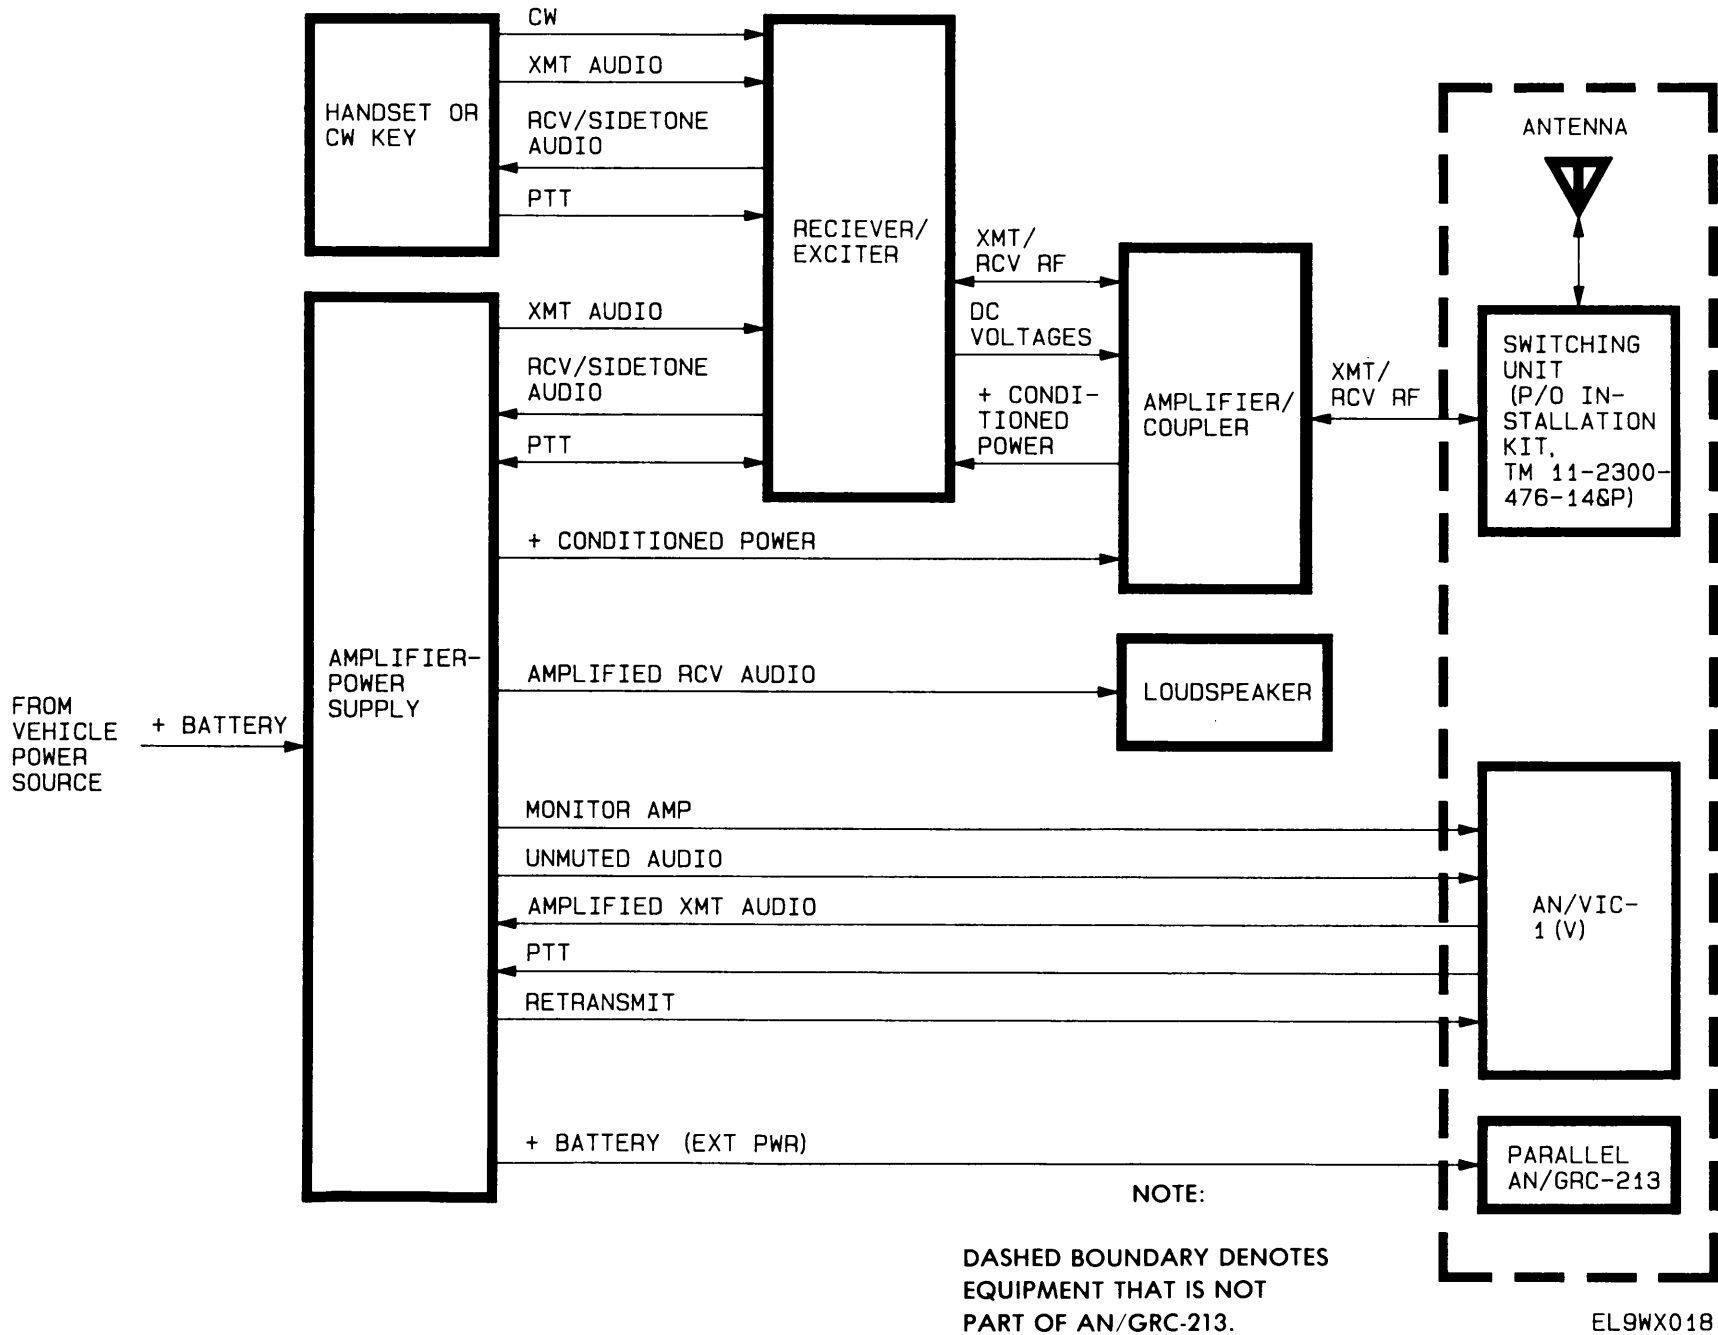 CW
XMT AUDIO
HANDSET OR
CW KEY
RCV/SIDETONE
AUDIO
PTT
RECIEVER/
EXCITER
XMT AUDIO
RCV/SIDETONE
AUDIO
PTT
XMT/
RCV RF
DC
VOLTAGES
+ CONDI-
TIONED
POWER
AMPLIFIER/
COUPLER
XMT/
RCV RF
ANTENNA
SWITCHING
UNIT
(P/O IN-
STALLATION
KIT,
TM 11-2300-
476-14&P)
+ CONDITIONED POWER
AMPLIFIER-
POWER
SUPPLY
AMPLIFIED RCV AUDIO
LOUDSPEAKER
FROM
VEHICLE
POWER
SOURCE
+ BATTERY
MONITOR AMP
UNMUTED AUDIO
AMPLIFIED XMT AUDIO
PTT
RETRANSMIT
AN/VIC-
1(V)
+ BATTERY (EXT PWR)
PARALLEL
AN/GRC-213
NOTE:
DASHED BOUNDARY DENOTES
EQUIPMENT THAT IS NOT
PART OF AN/GRC-213.
EL9WX018